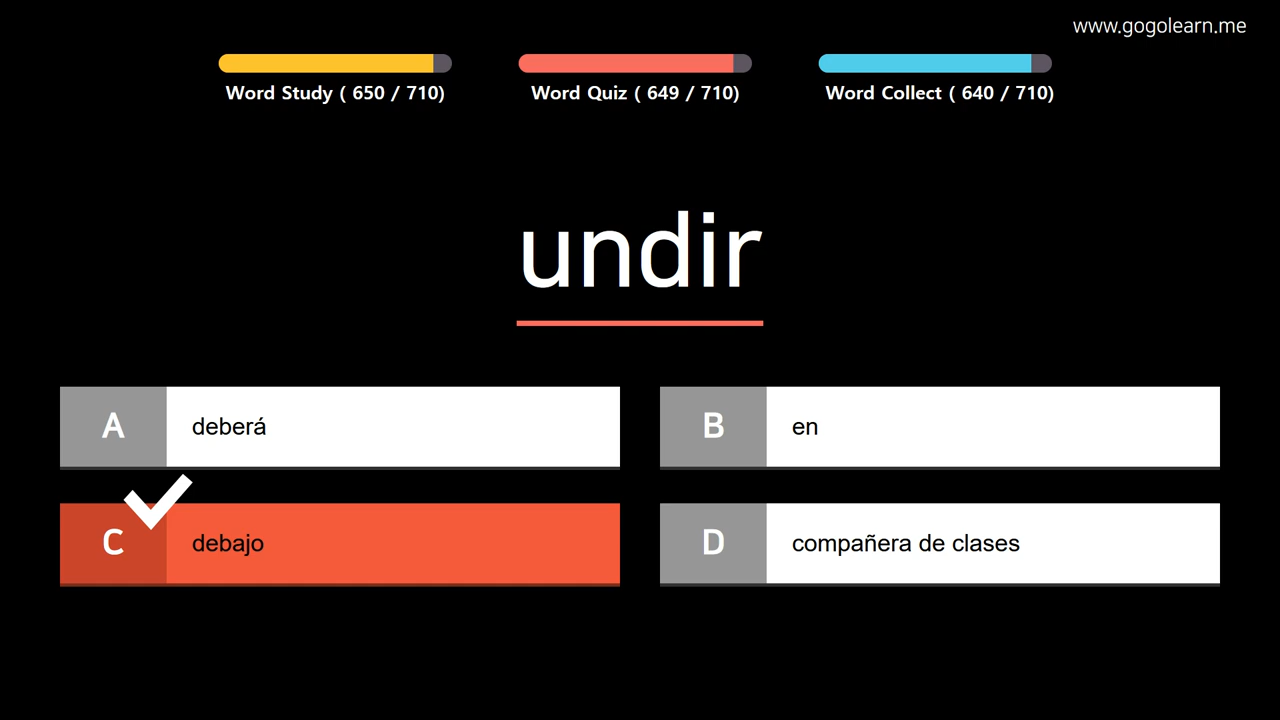 www.gogolearn.me
Word Study ( 650 / 710)
Word Quiz ( 649 / 710)
Word Collect ( 640 / 710)
undir
A deberá
B en
C debajo
D compañera de clases